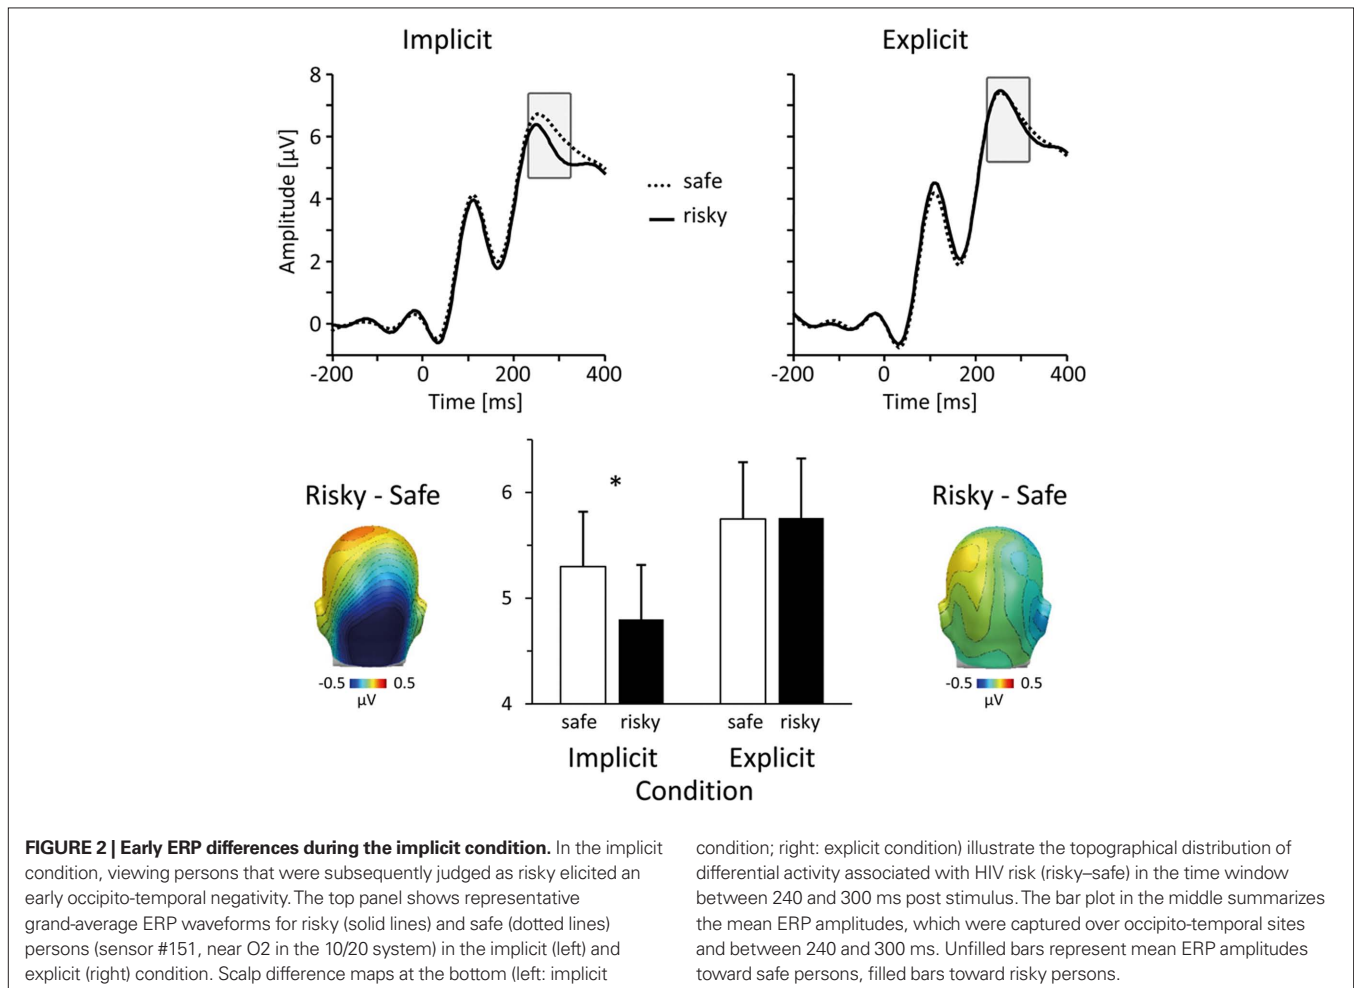 Implicit
Explicit
8
6
4
2
0
Amplitude [µV]
-200 0 200 400
Time [ms]
safe
risky
-200 0 200 400
Time [ms]
Risky - Safe
-0.5 0.5
µV
6
5
4
*
safe risky safe risky
Implicit Explicit
Condition
Risky - Safe
-0.5 0.5
µV
FIGURE 2 | Early ERP differences during the implicit condition. In the implicit
condition, viewing persons that were subsequently judged as risky elicited an
early occipito-temporal negativity. The top panel shows representative
grand-average ERP waveforms for risky (solid lines) and safe (dotted lines)
persons (sensor #151, near O2 in the 10/20 system) in the implicit (left) and
explicit (right) condition. Scalp difference maps at the bottom (left: implicit
condition; right: explicit condition) illustrate the topographical distribution of
differential activity associated with HIV risk (risky–safe) in the time window
between 240 and 300 ms post stimulus. The bar plot in the middle summarizes
the mean ERP amplitudes, which were captured over occipito-temporal sites
and between 240 and 300 ms. Unfilled bars represent mean ERP amplitudes
toward safe persons, filled bars toward risky persons.